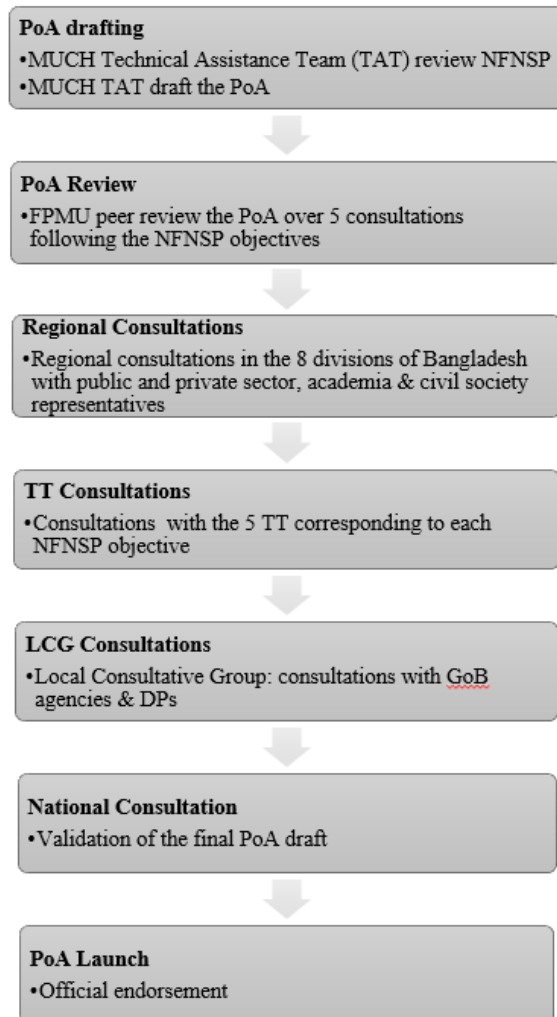 PoA drafting
•MUCH Technical Assistance Team (TAT) review NFNSP
•MUCH TAT draft the PoA
PoA Review
•FPMU peer review the PoA over 5 consultations
following the NFNSP objectives
Regional Consultations
•Regional consultations in the 8 divisions of Bangladesh
with public and private sector, academia & civil society
representatives
TT Consultations
•Consultations with the 5 TT corresponding to each
NFNSP objective
LCG Consultations
•Local Consultative Group: consultations with GoB
agencies & DPs
National Consultation
•Validation of the final PoA draft
PoA Launch
•Official endorsement